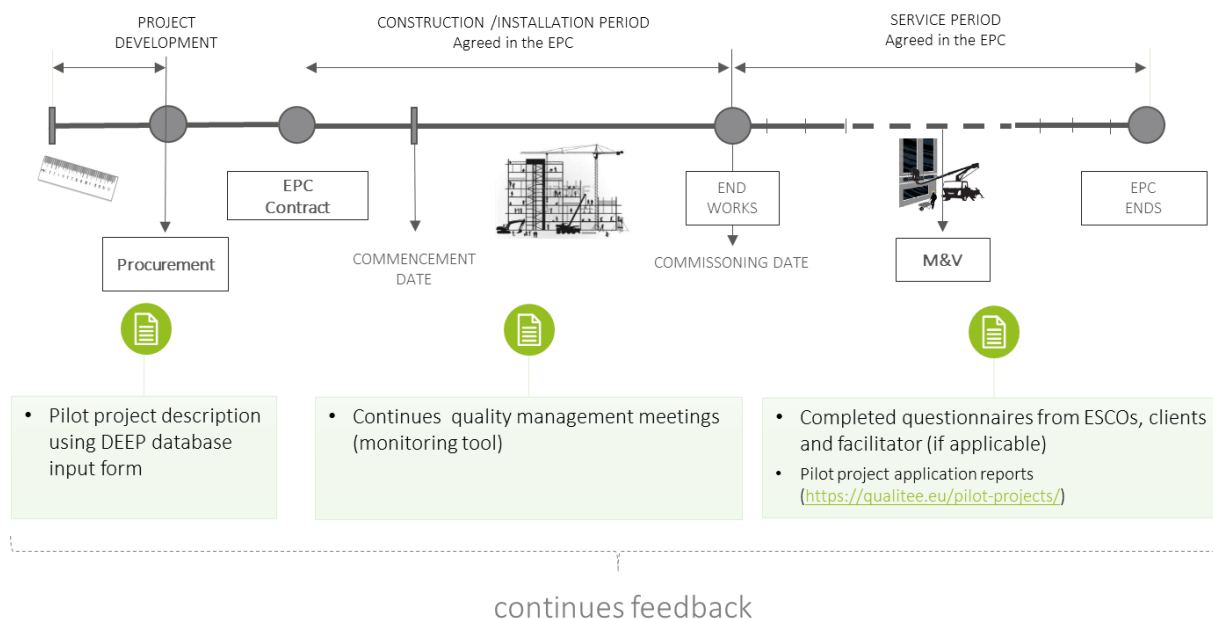 PROJECT
DEVELOPMENT
CONSTRUCTION /INSTALLATION PERIOD
Agreed in the EPC
SERVICE PERIOD
Agreed in the EPC
EPC
Contract
END
WORKS
EPC
ENDS
Procurement
COMMENCEMENT
DATE
COMMISSONING DATE
M&V
• Pilot project description
using DEEP database
input form
• Continues quality management meetings
(monitoring tool)
• Completed questionnaires from ESCOs, clients
and facilitator (if applicable)
• Pilot project application reports
(https://qualitee.eu/pilot-projects/)
continues feedback